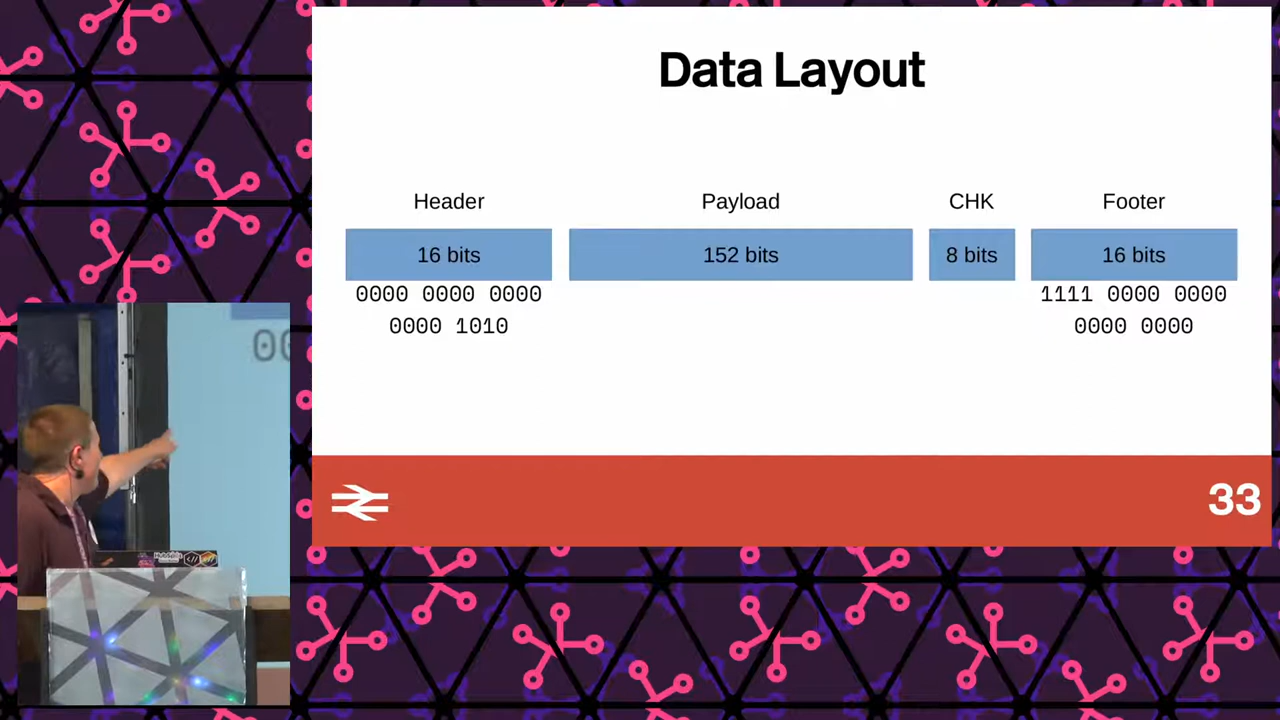 Data Layout
Header Payload CHK Footer
16 bits 152 bits 8 bits 16 bits
0000 0000 0000 1111 0000 0000
0000 1010 0000 0000
33